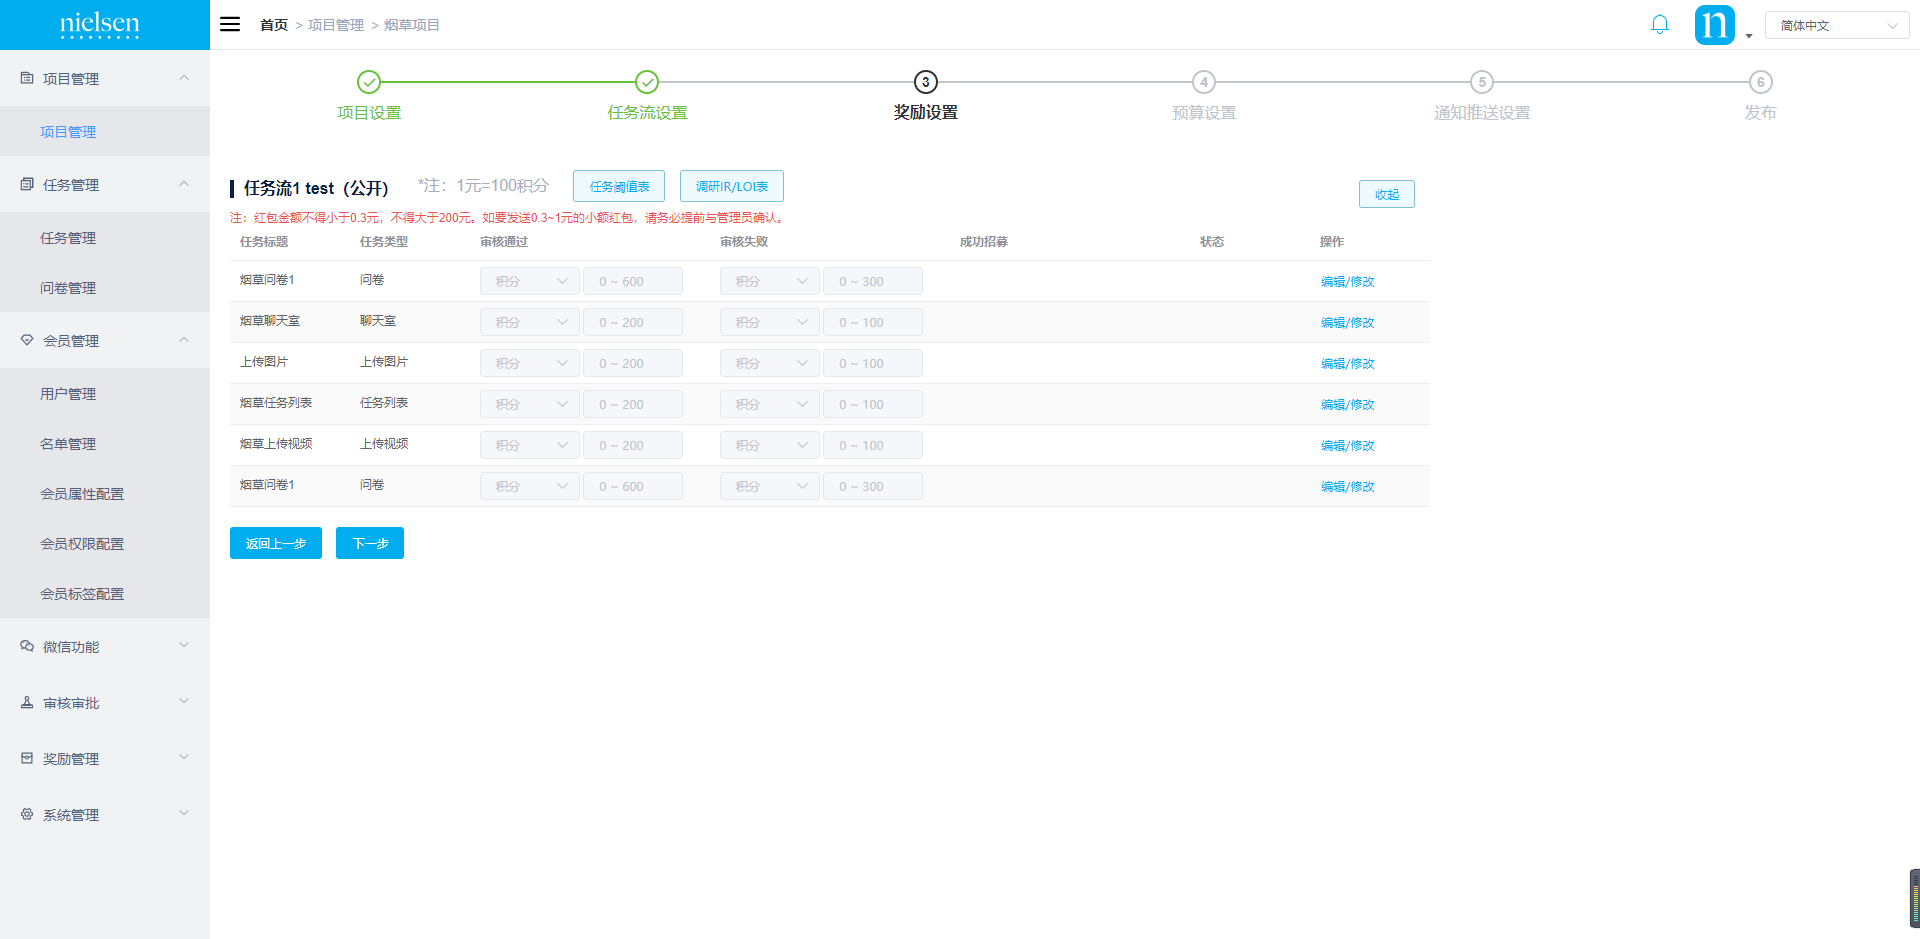 nielsen
首页 > 项目管理 > 烟草项目
n
简体中文
项目管理
项目管理
任务管理
任务管理
问卷管理
会员管理
用户管理
名单管理
会员属性配置
会员权限配置
会员标签配置
微信功能
审核审批
奖励管理
系统管理
3 4 5 6
项目设置 任务流设置 奖励设置 预算设置 通知推送设置 发布
任务流1 test（公开） *注：1元=100积分 任务阈值表 调研IR/LOI表 收起
注：红包金额不得小于0.3元，不得大于200元。如要发送0.3~1元的小额红包，请务必提前与管理员确认。
任务标题 任务类型 审核通过 审核失败 成功招募 状态 操作
烟草问卷1 问卷 积分 0 ~ 600 积分 0 ~ 300 编辑/修改
烟草聊天室 聊天室 积分 0 ~ 200 积分 0 ~ 100 编辑/修改
上传图片 上传图片 积分 0 ~ 200 积分 0 ~ 100 编辑/修改
烟草任务列表 任务列表 积分 0 ~ 200 积分 0 ~ 100 编辑/修改
烟草上传视频 上传视频 积分 0 ~ 200 积分 0 ~ 100 编辑/修改
烟草问卷1 问卷 积分 0 ~ 600 积分 0 ~ 300 编辑/修改
返回上一步 下一步